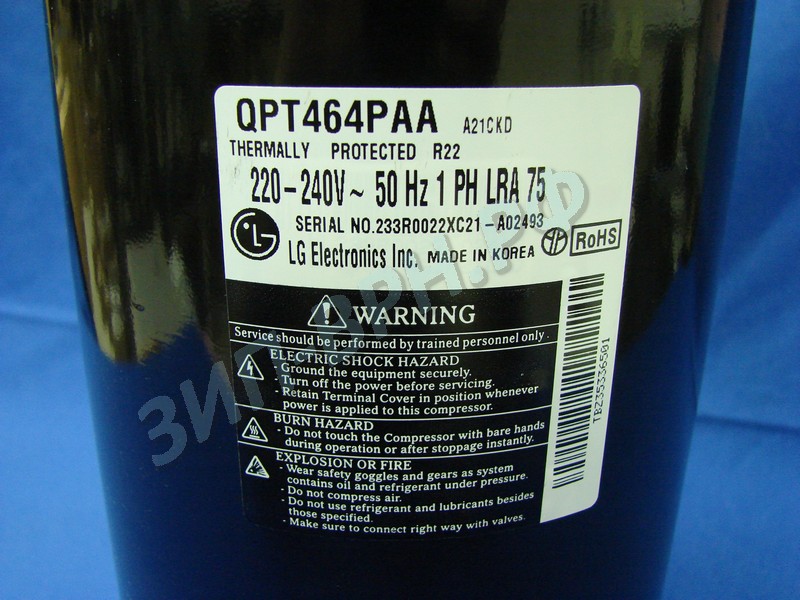 QPT464PAA A21CKD
THERMALLY PROTECTED R22
220-240V~ 50 Hz 1 PH LRA 75
SERIAL NO.233R0022XC21-A02493
LG
LG Electronics Inc. MADE IN KOREA
RoHS
WARNING
Service should be performed by trained personnel only.
ELECTRIC SHOCK HAZARD
- Ground the equipment securely.
- Turn off the power before servicing.
- Retain Terminal Cover in position whenever
power is applied to this compressor.
BURN HAZARD
- Do not touch the Compressor with bare hands
during operation or after stoppage instantly.
EXPLOSION OR FIRE
- Wear safety goggles and gears as system
contains oil and refrigerant under pressure.
- Do not compress air.
- Do not use refrigerant and lubricants besides
those specified.
- Make sure to connect right way with valves.
TB235336501